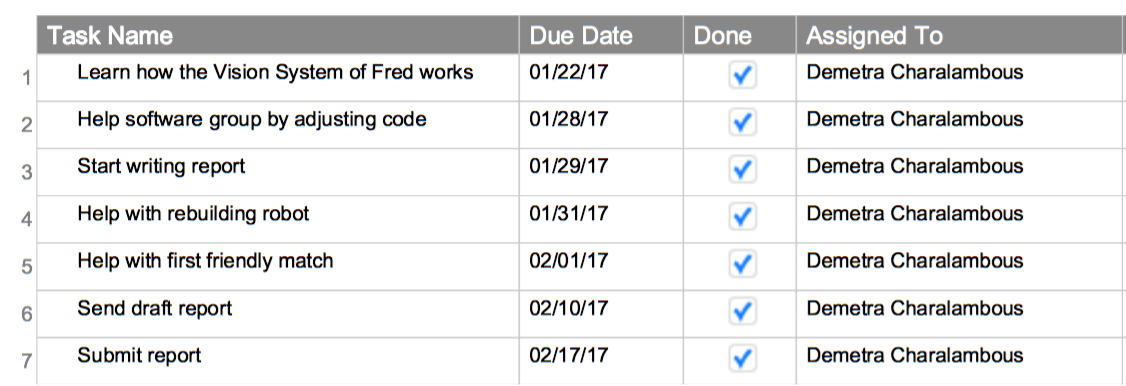 Task Name Due Date Done Assigned To
1 Learn how the Vision System of Fred works 01/22/17 Demetra Charalambous
2 Help software group by adjusting code 01/28/17 Demetra Charalambous
3 Start writing report 01/29/17 Demetra Charalambous
4 Help with rebuilding robot 01/31/17 Demetra Charalambous
5 Help with first friendly match 02/01/17 Demetra Charalambous
6 Send draft report 02/10/17 Demetra Charalambous
7 Submit report 02/17/17 Demetra Charalambous